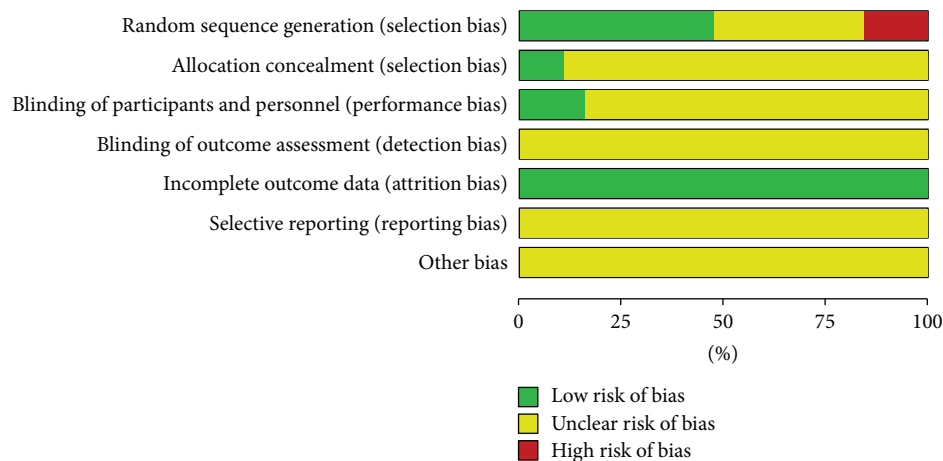 Random sequence generation (selection bias)
Allocation concealment (selection bias)
Blinding of participants and personnel (performance bias)
Blinding of outcome assessment (detection bias)
Incomplete outcome data (attrition bias)
Selective reporting (reporting bias)
Other bias
0 25 50 75 100
(%)
Low risk of bias
Unclear risk of bias
High risk of bias